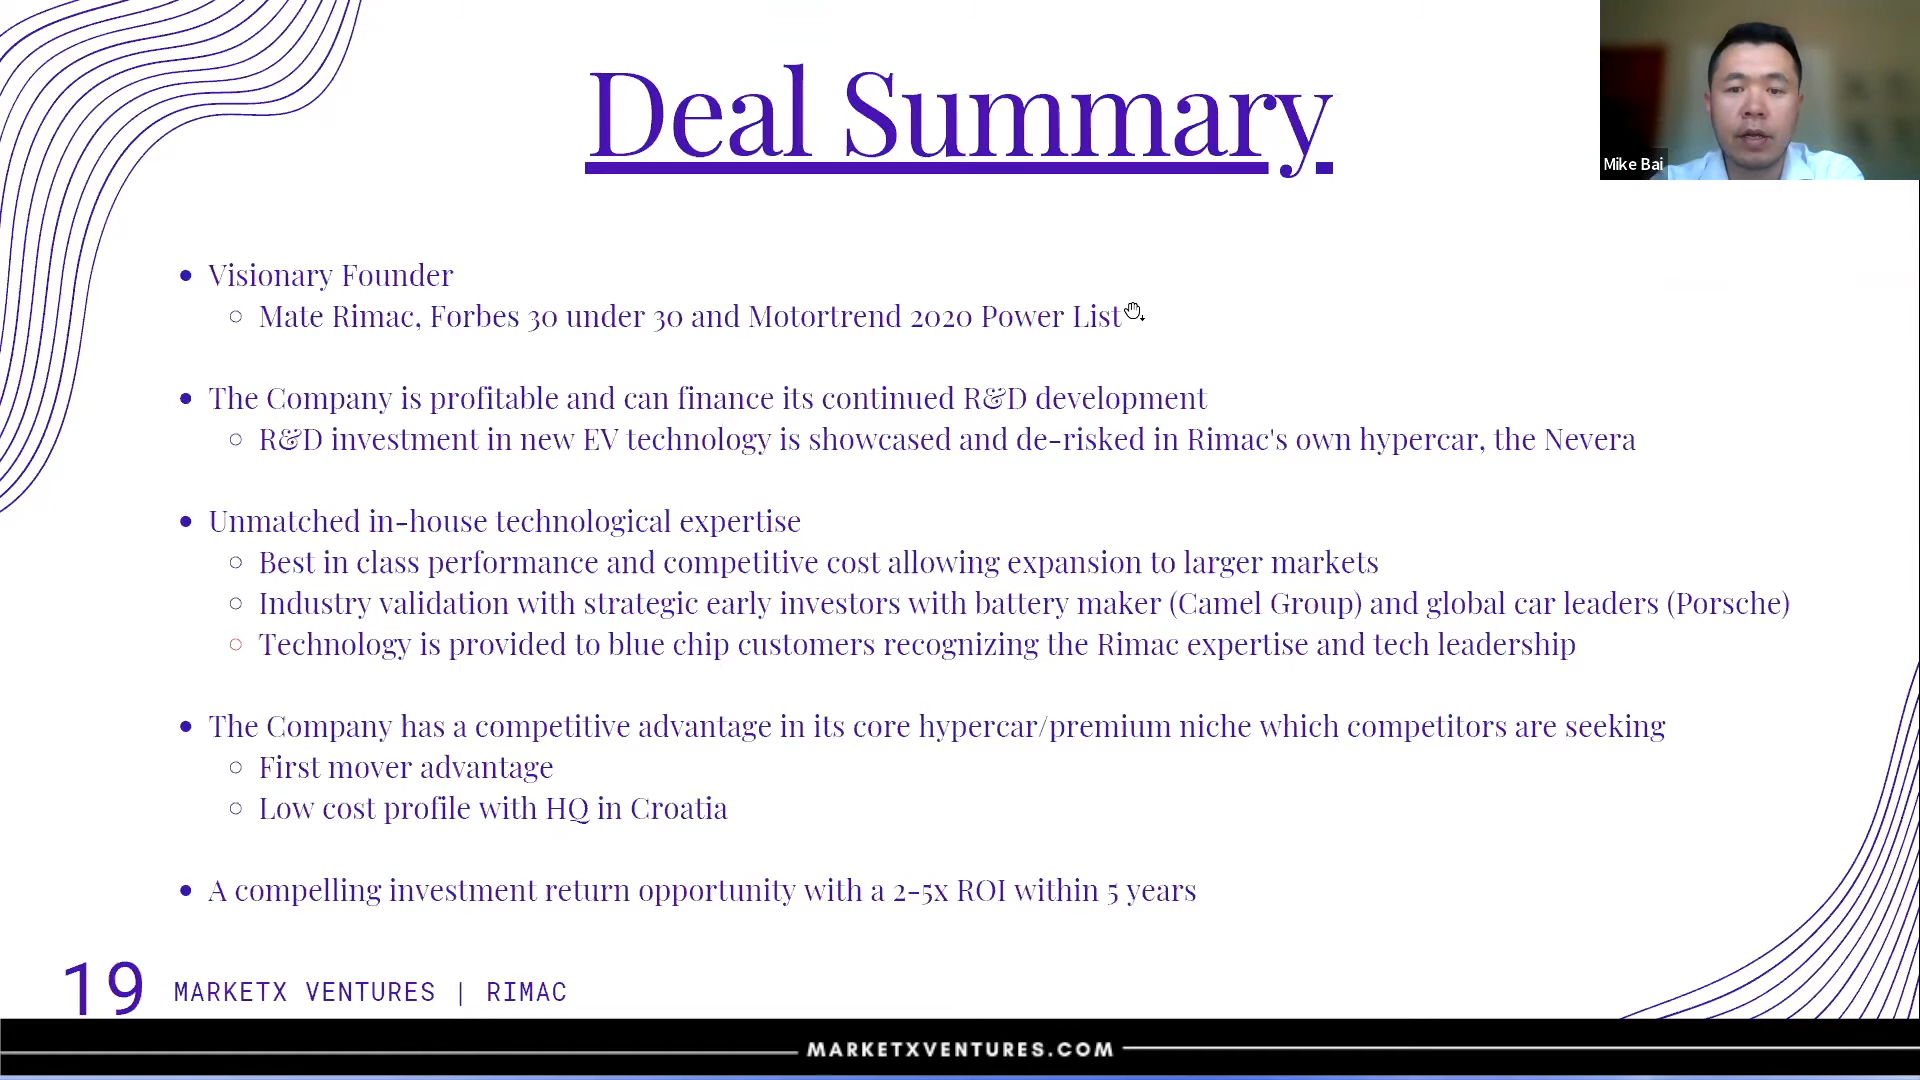 Deal Summary
Mike Bai
Visionary Founder
Mate Rimac, Forbes 30 under 30 and Motortrend 2020 Power List
The Company is profitable and can finance its continued R&D development
R&D investment in new EV technology is showcased and de-risked in Rimac's own hypercar, the Nevera
Unmatched in-house technological expertise
Best in class performance and competitive cost allowing expansion to larger markets
Industry validation with strategic early investors with battery maker (Camel Group) and global car leaders (Porsche)
Technology is provided to blue chip customers recognizing the Rimac expertise and tech leadership
The Company has a competitive advantage in its core hypercar/premium niche which competitors are seeking
First mover advantage
Low cost profile with HQ in Croatia
A compelling investment return opportunity with a 2-5x ROI within 5 years
19 MARKETX VENTURES | RIMAC
MARKETXVENTURES.COM